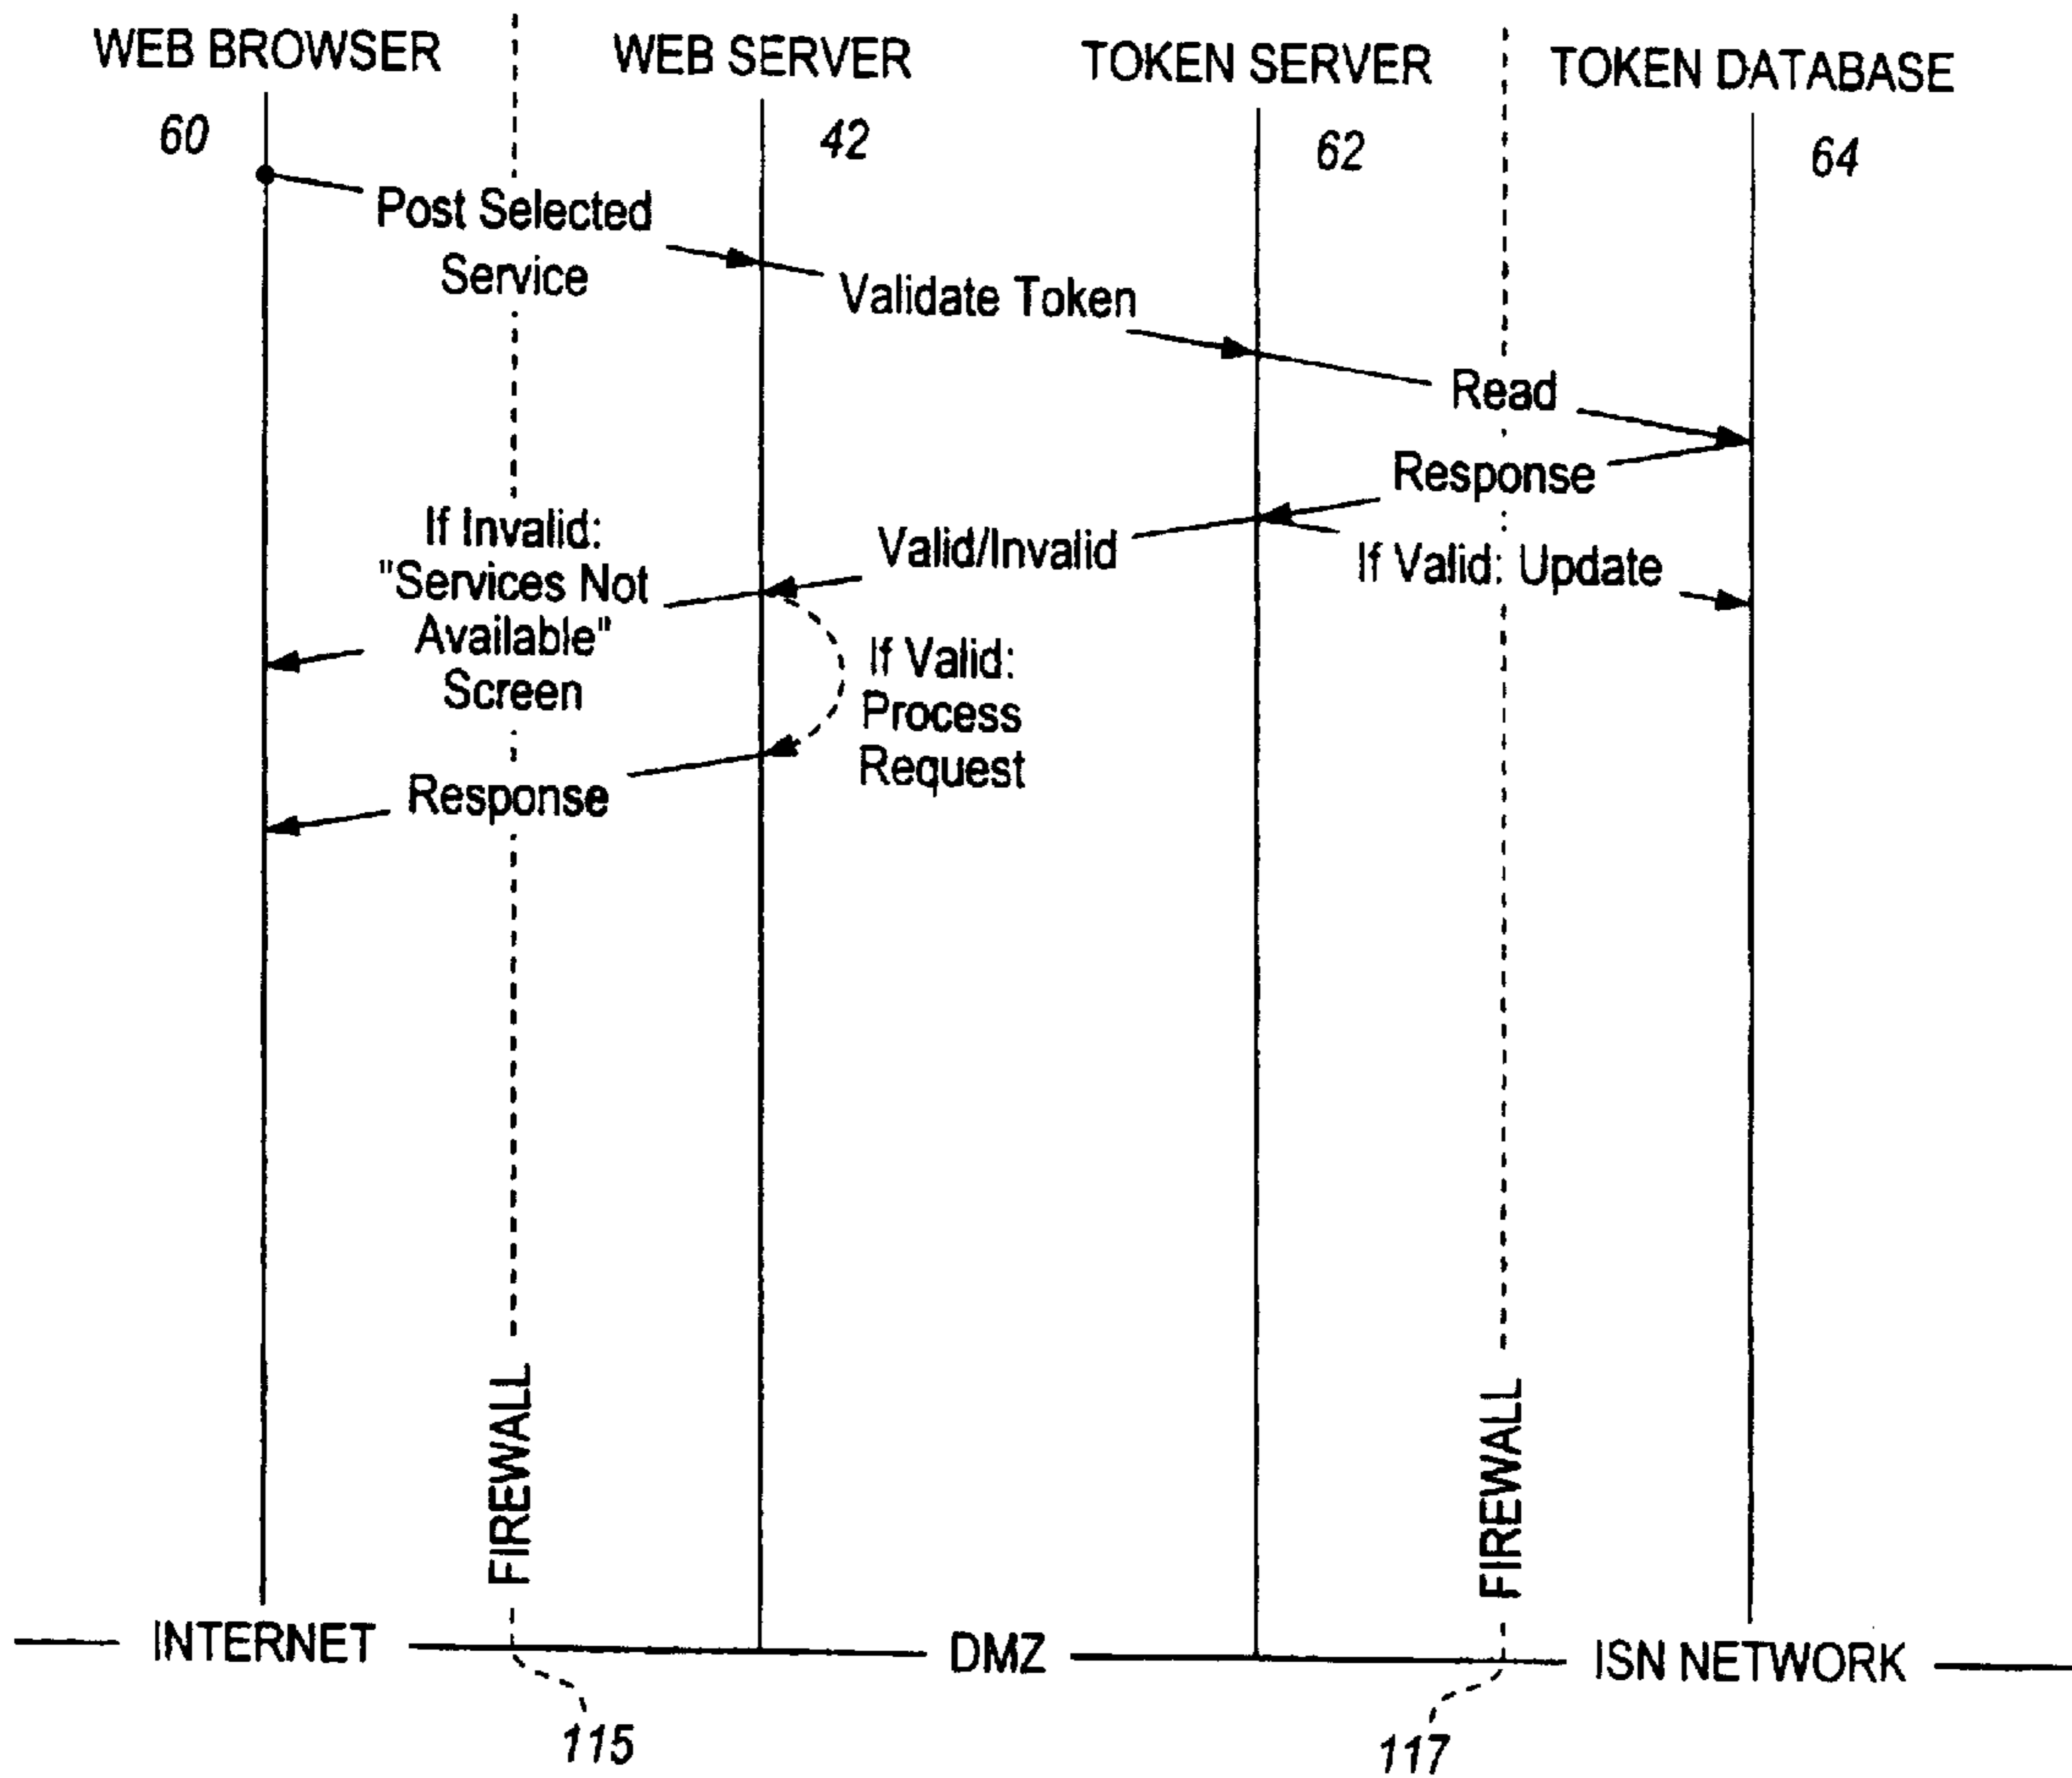 WEB BROWSER
WEB SERVER
TOKEN SERVER
TOKEN DATABASE
60
42
62
64
Post Selected
Service
Validate Token
Read
Response
If Invalid:
"Services Not
Available"
Screen
Valid/Invalid
If Valid: Update
If Valid:
Process
Request
Response
FIREWALL
FIREWALL
INTERNET
DMZ
ISN NETWORK
115
117